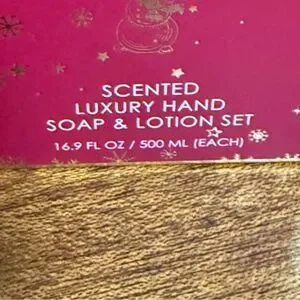 SCENTED
LUXURY HAND
SOAP & LOTION SET
16.9 FL OZ / 500 ML (EACH)